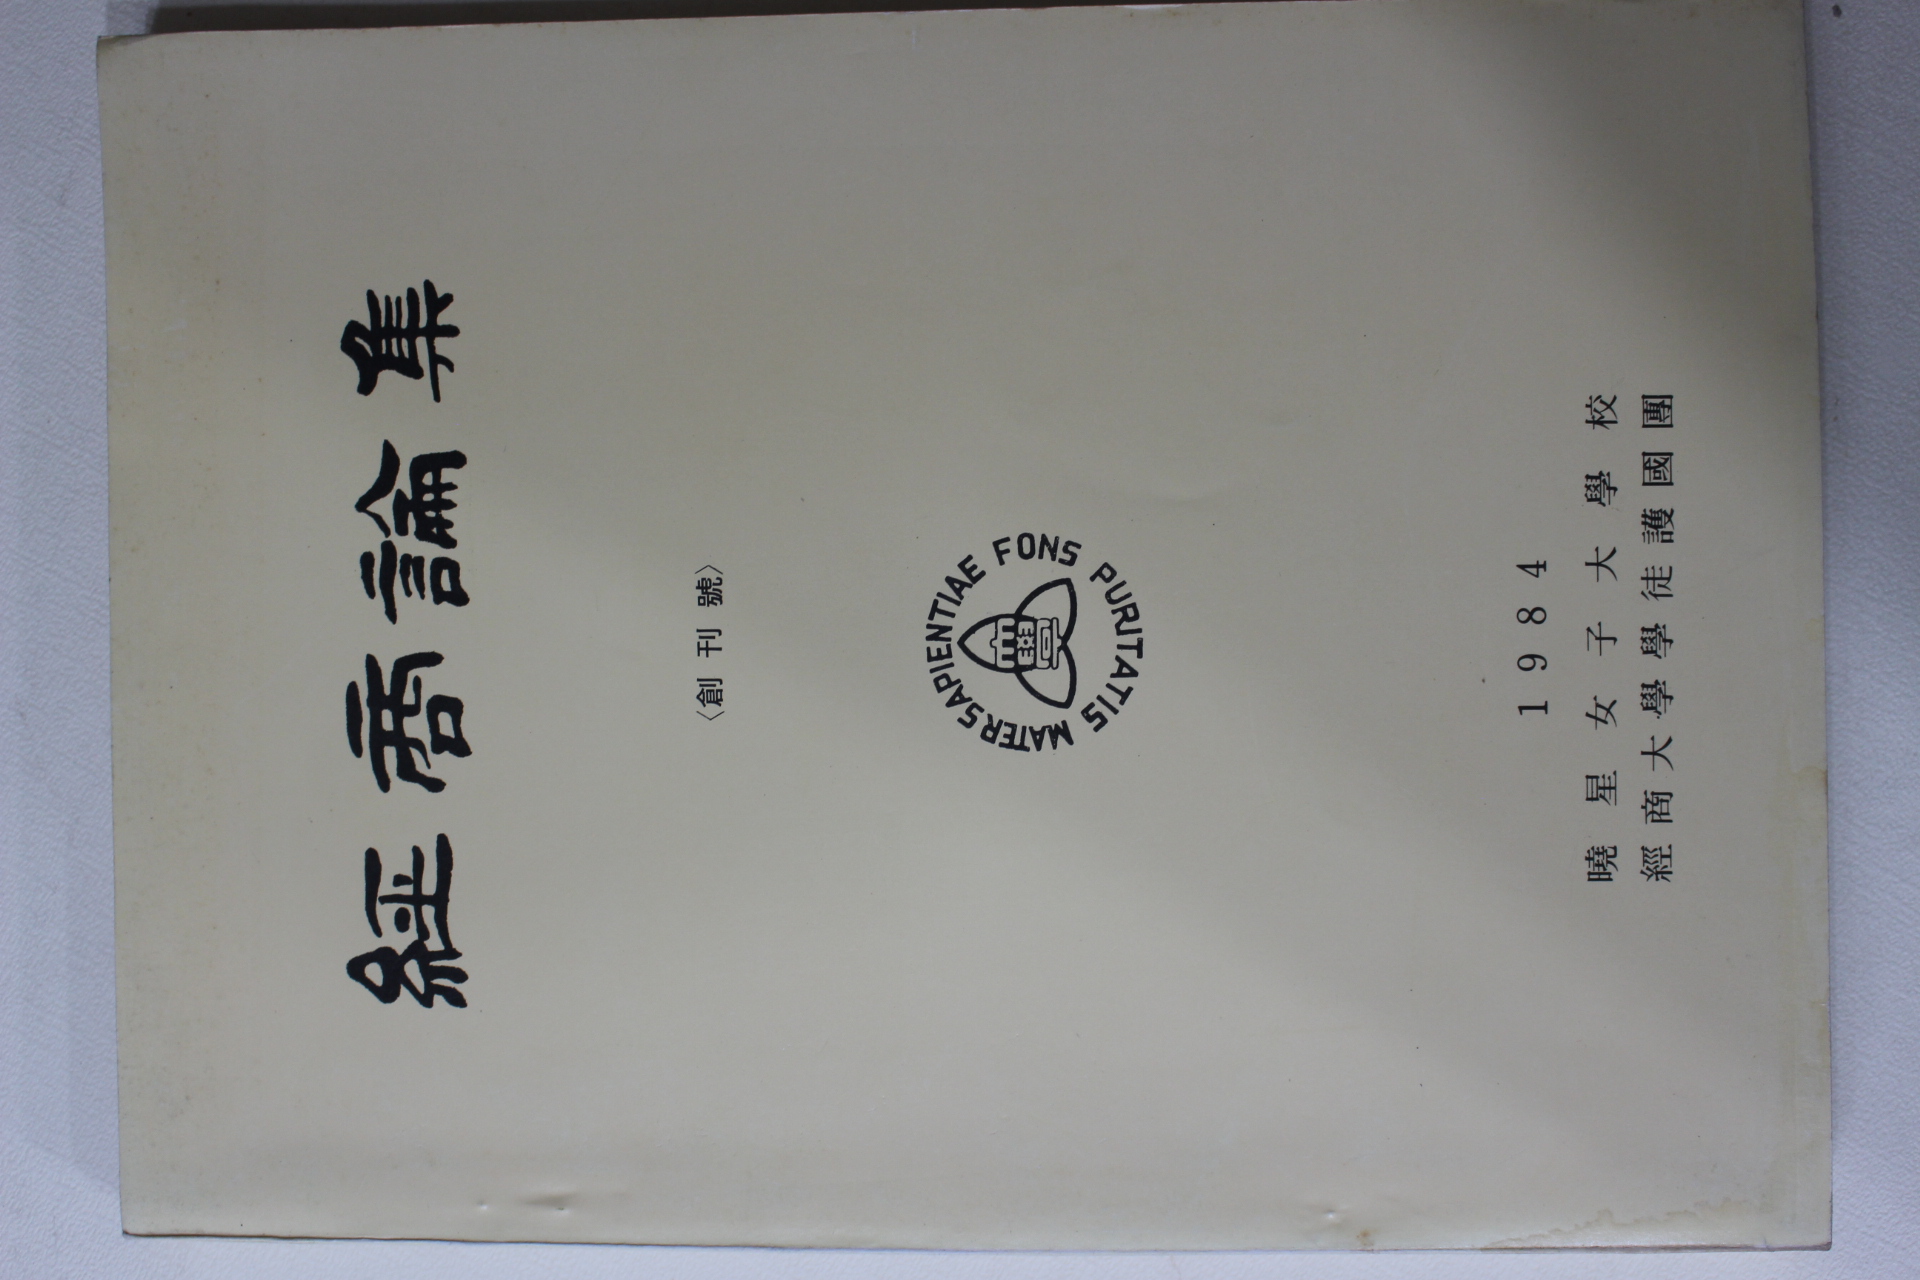 經商論集
〈創刊號〉
MATER SAPIENTIAE FONS PURITATIS
1984
曉星女子大學校
經商大學學徒護國團